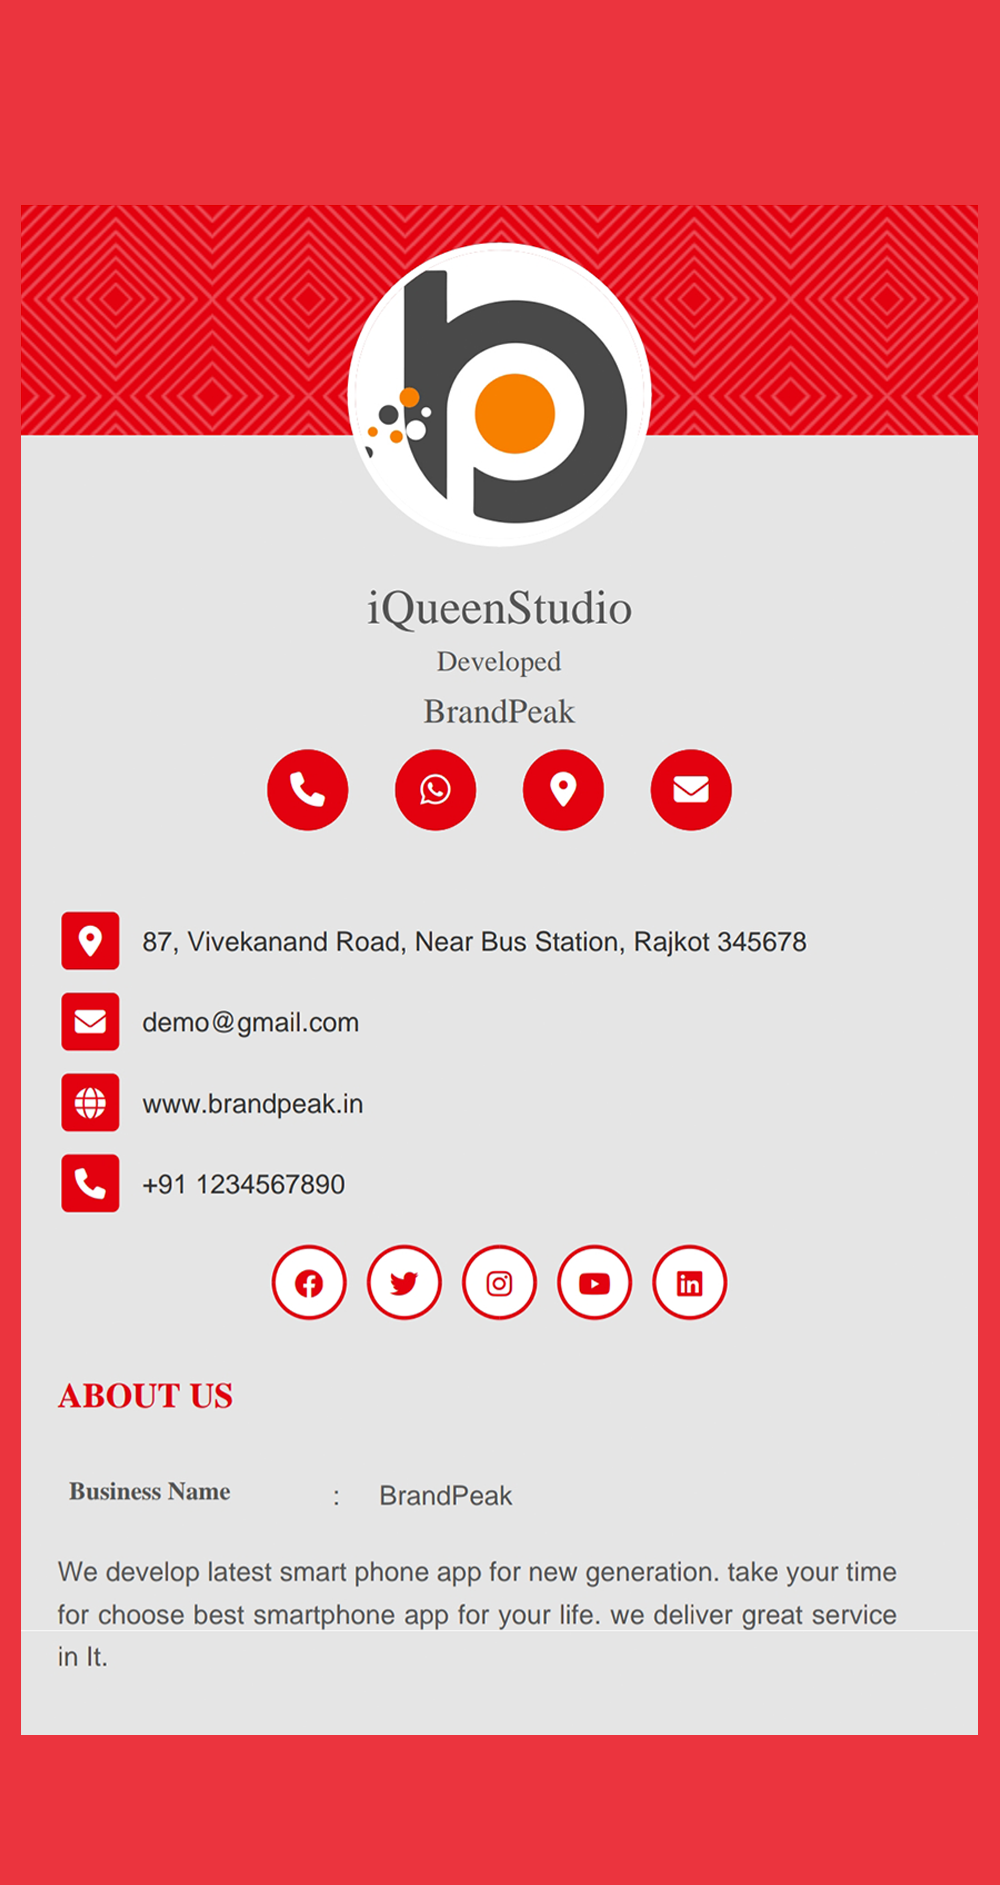 iQueenStudio
Developed
BrandPeak
87, Vivekanand Road, Near Bus Station, Rajkot 345678
demo@gmail.com
www.brandpeak.in
+91 1234567890
ABOUT US
Business Name : BrandPeak
We develop latest smart phone app for new generation. take your time
for choose best smartphone app for your life. we deliver great service
in It.